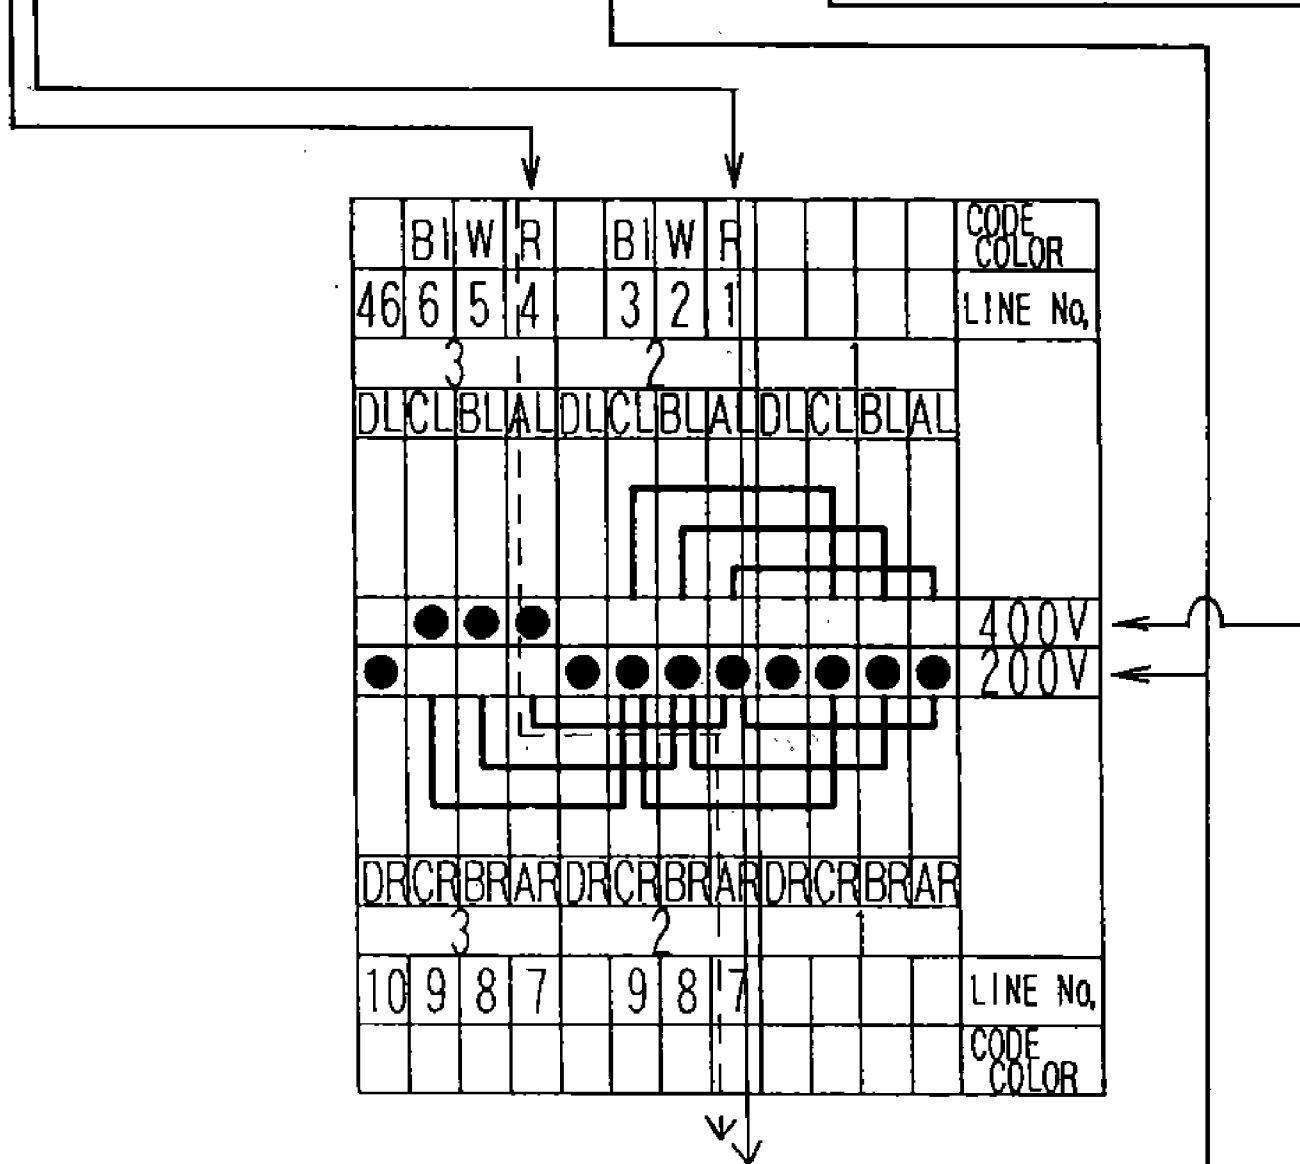 BI W R BI W R CODE COLOR
46 6 5 4 3 2 1 LINE No.
3 2 1
DL CL BL AL DL CL BL AL DL CL BL AL
400V
200V
DR CR BR AR DR CR BR AR DR CR BR AR
3 2 1
10 9 8 7 9 8 7 LINE No.
CODE COLOR